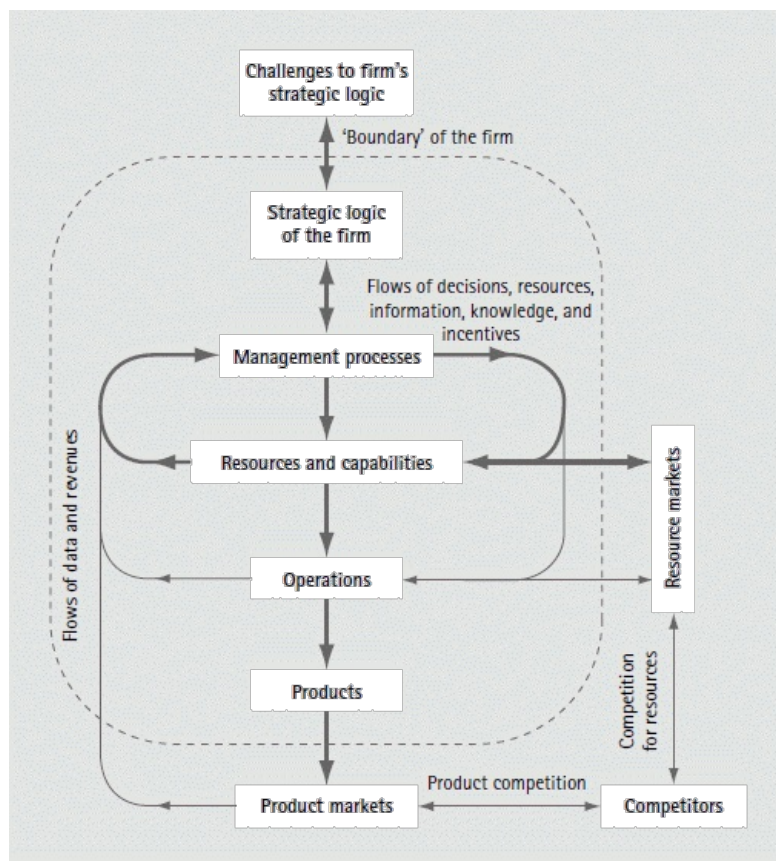 Challenges to firm's
strategic logic
'Boundary' of the firm
Strategic logic
of the firm
Flows of decisions, resources,
information, knowledge, and
incentives
Management processes
Resources and capabilities
Resource markets
Flows of data and revenues
Operations
Products
Competition
for resources
Product competition
Product markets
Competitors